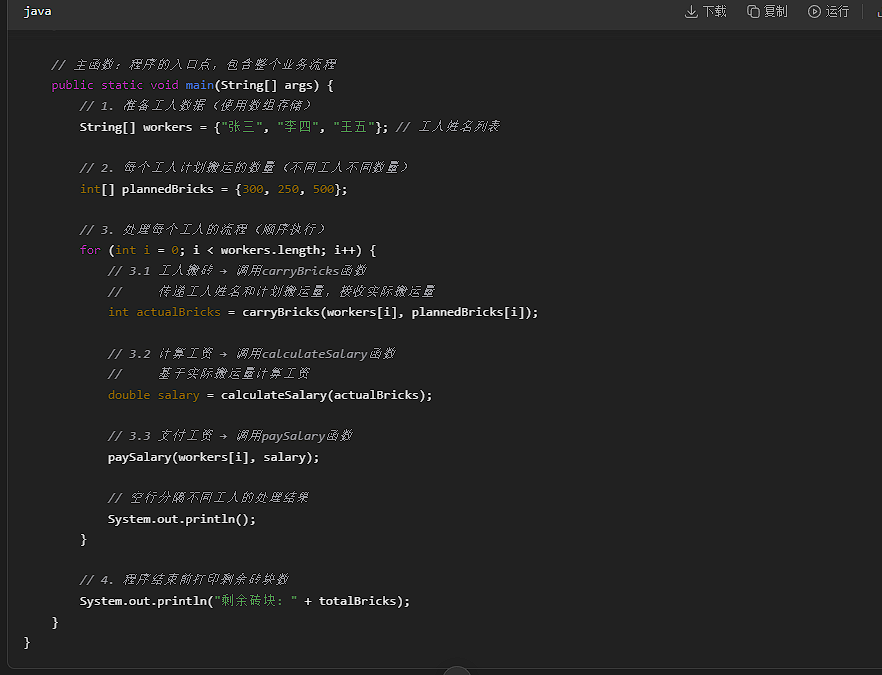 java
下载 复制 运行
// 主函数：程序的入口点，包含整个业务流程
public static void main(String[] args) {
// 1. 准备工人数据（使用数组存储）
String[] workers = {"张三", "李四", "王五"}; // 工人姓名列表
// 2. 每个工人计划搬运的数量（不同工人不同数量）
int[] plannedBricks = {300, 250, 500};
// 3. 处理每个工人的流程（顺序执行）
for (int i = 0; i < workers.length; i++) {
// 3.1 工人搬砖 → 调用carryBricks函数
//     传递工人姓名和计划搬运量，接收实际搬运量
int actualBricks = carryBricks(workers[i], plannedBricks[i]);
// 3.2 计算工资 → 调用calculateSalary函数
//     基于实际搬运量计算工资
double salary = calculateSalary(actualBricks);
// 3.3 支付工资 → 调用paySalary函数
paySalary(workers[i], salary);
// 空行分隔不同工人的处理结果
System.out.println();
}
// 4. 程序结束前打印剩余砖块数
System.out.println("剩余砖块: " + totalBricks);
}
}